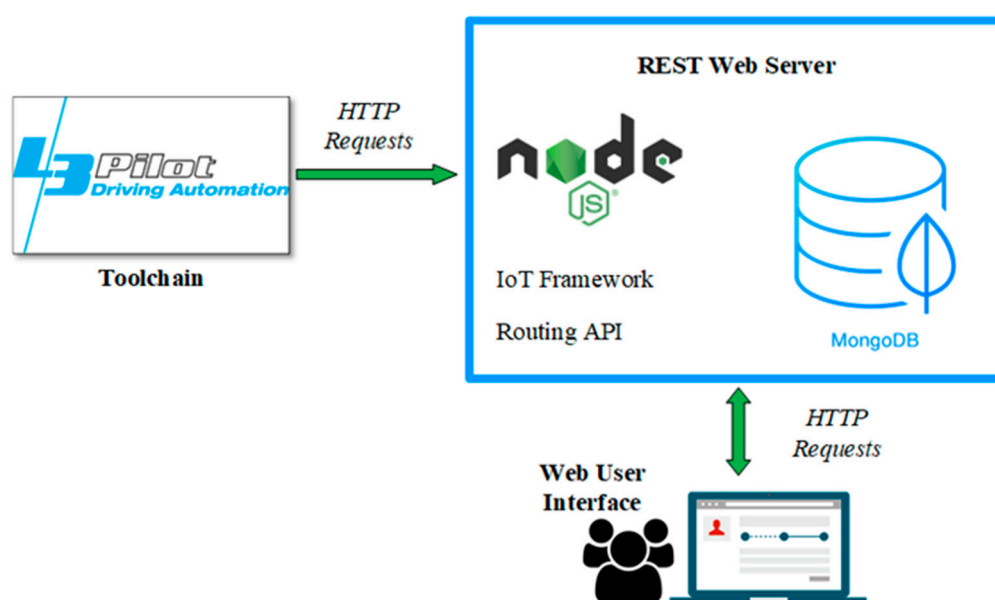 REST Web Server
HTTP
Requests
L3Pilot
Driving Automation
Toolchain
node
JS
®
IoT Framework
Routing API
MongoDB
HTTP
Requests
Web User
Interface